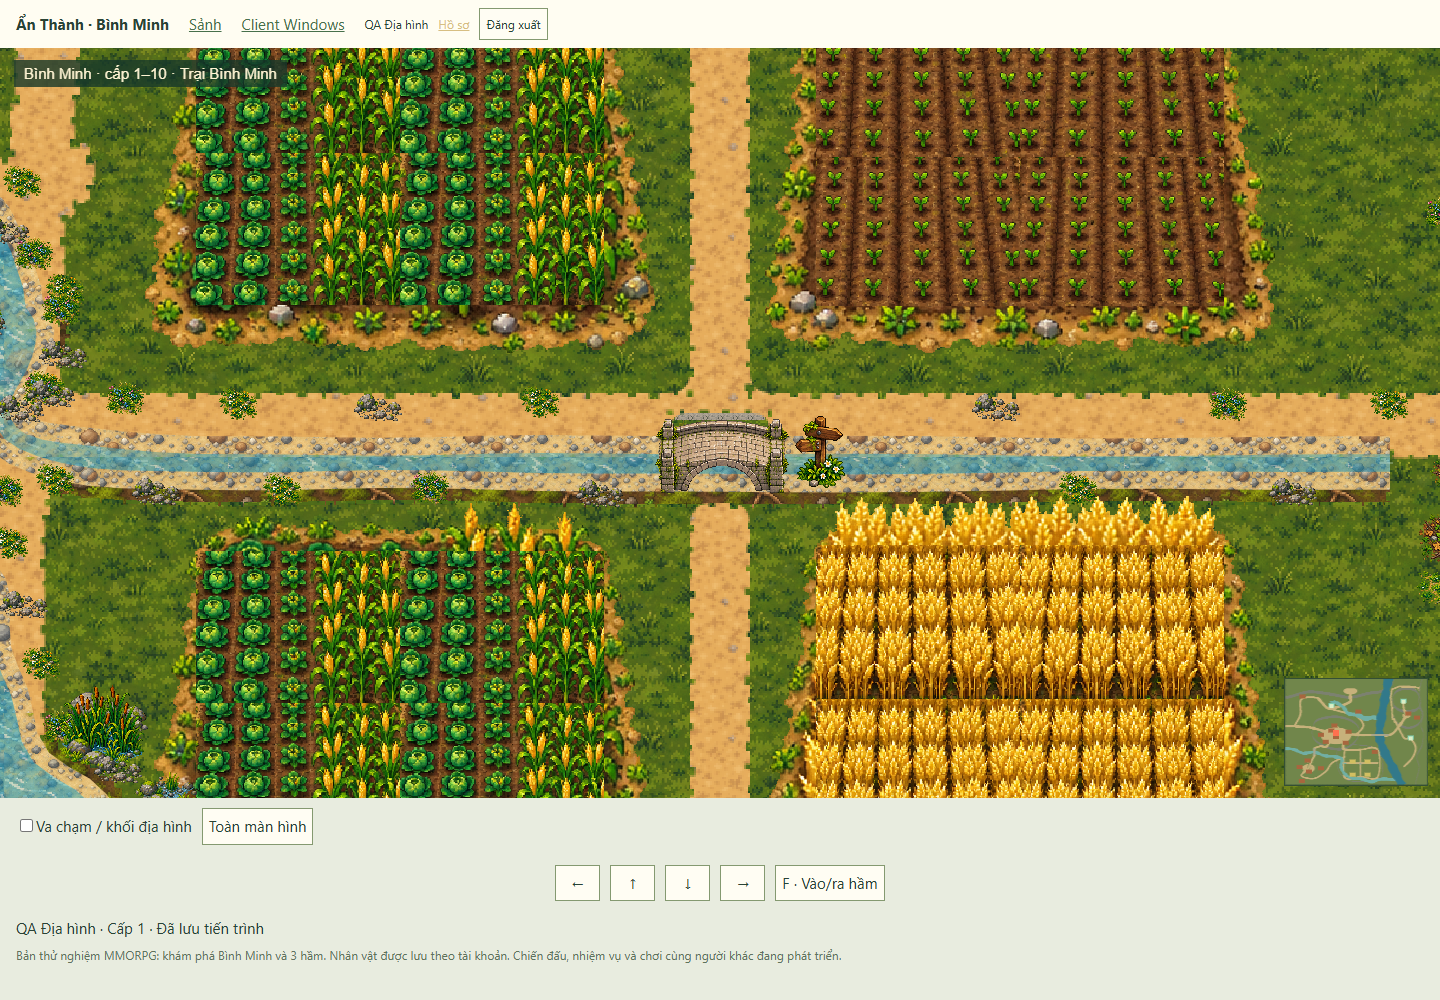 Ẩn Thành · Bình Minh Sảnh Client Windows QA Địa hình Hồ sơ Đăng xuất
Bình Minh · cấp 1–10 · Trại Bình Minh
Va chạm / khối địa hình Toàn màn hình
← ↑ ↓ → F · Vào/ra hầm
QA Địa hình · Cấp 1 · Đã lưu tiến trình
Bản thử nghiệm MMORPG: khám phá Bình Minh và 3 hầm. Nhân vật được lưu theo tài khoản. Chiến đấu, nhiệm vụ và chơi cùng người khác đang phát triển.